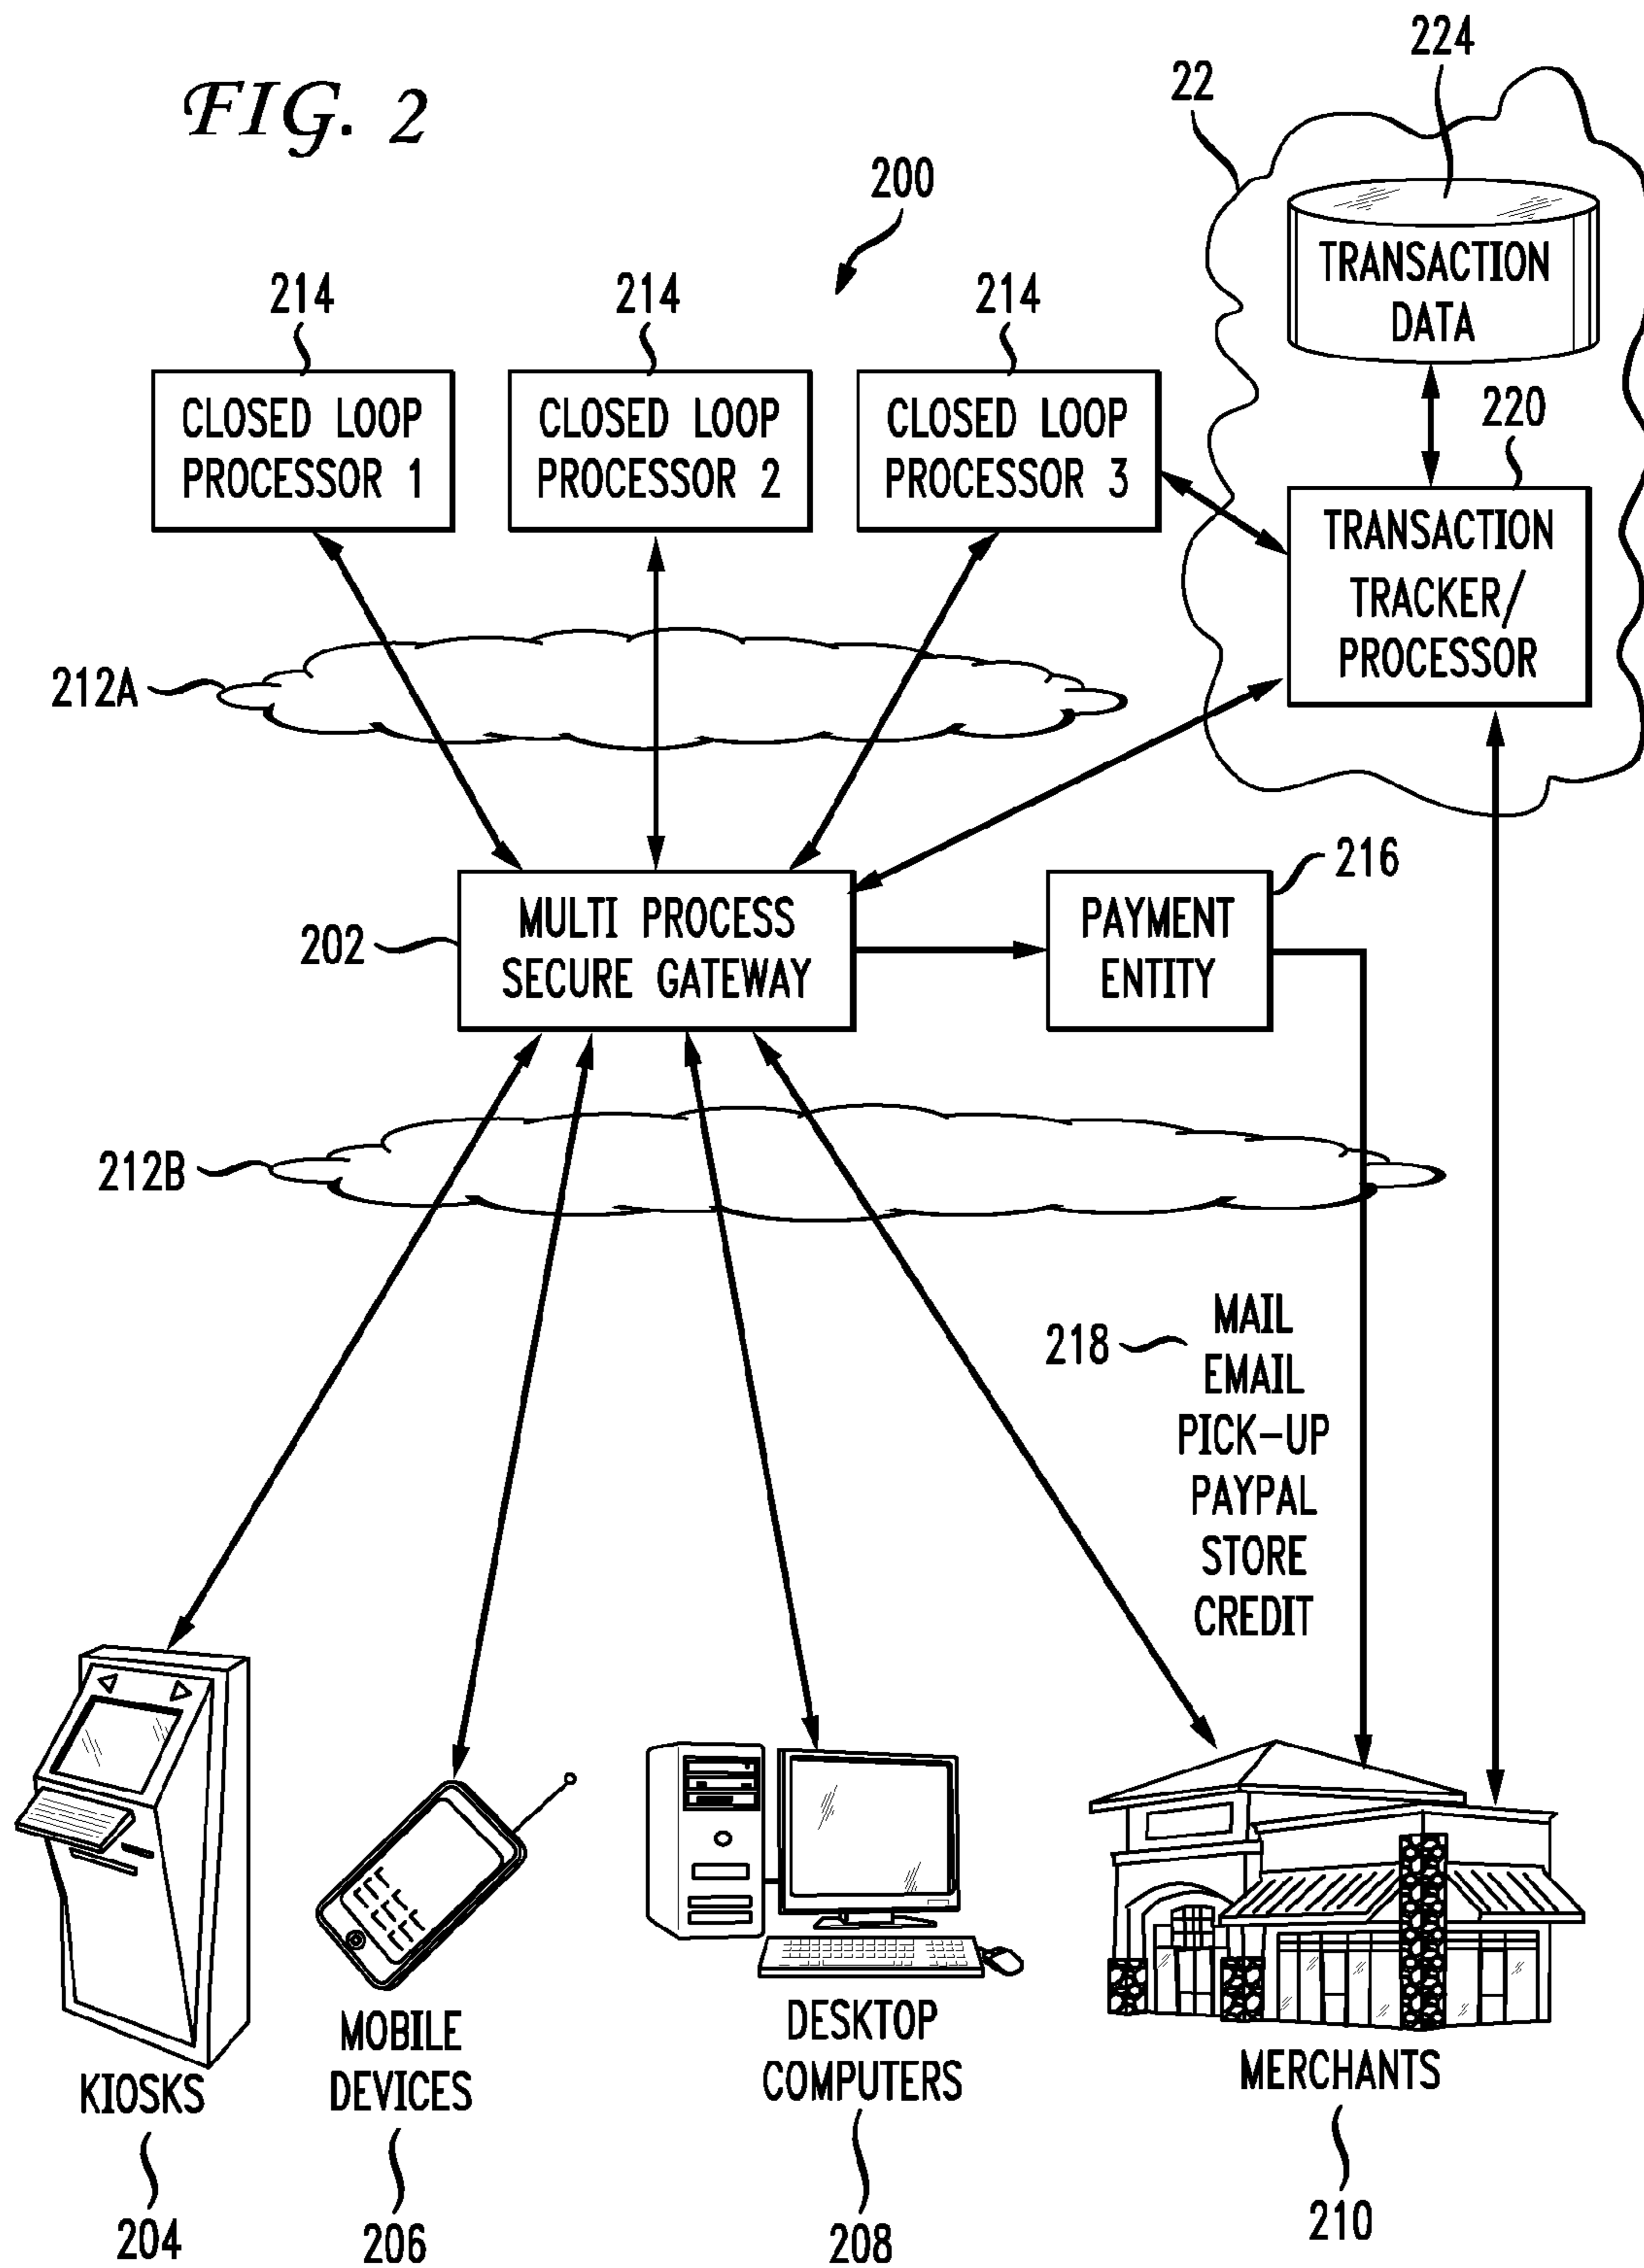 FIG. 2
224
22
200
TRANSACTION
DATA
214
214
214
220
CLOSED LOOP
PROCESSOR 1
CLOSED LOOP
PROCESSOR 2
CLOSED LOOP
PROCESSOR 3
TRANSACTION
TRACKER/
PROCESSOR
212A
216
202
MULTI PROCESS
SECURE GATEWAY
PAYMENT
ENTITY
212B
218
MAIL
EMAIL
PICK-UP
PAYPAL
STORE
CREDIT
KIOSKS
MOBILE
DEVICES
DESKTOP
COMPUTERS
MERCHANTS
204
206
208
210